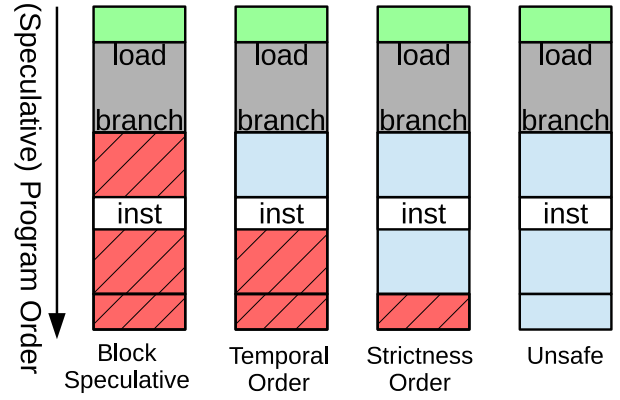 (Speculative) Program Order
load
load
load
load
branch
branch
branch
branch
inst
inst
inst
inst
Block
Speculative
Temporal
Order
Strictness
Order
Unsafe